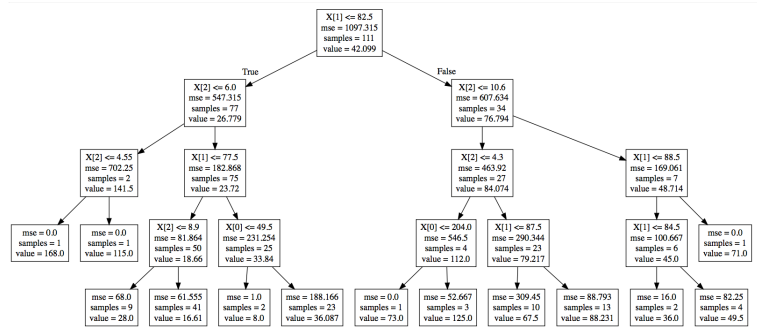 X[1] <= 82.5
mse = 1097.315
samples = 111
value = 42.099
True
False
X[2] <= 6.0
mse = 547.315
samples = 77
value = 26.779
X[2] <= 10.6
mse = 607.634
samples = 34
value = 76.794
X[2] <= 4.55
mse = 702.25
samples = 2
value = 141.5
X[1] <= 77.5
mse = 182.868
samples = 75
value = 23.72
X[2] <= 4.3
mse = 463.92
samples = 27
value = 84.074
X[1] <= 88.5
mse = 169.061
samples = 7
value = 48.714
mse = 0.0
samples = 1
value = 168.0
mse = 0.0
samples = 1
value = 115.0
X[2] <= 8.9
mse = 81.864
samples = 50
value = 18.66
X[0] <= 49.5
mse = 231.254
samples = 25
value = 33.84
X[0] <= 204.0
mse = 546.5
samples = 4
value = 112.0
X[1] <= 87.5
mse = 290.344
samples = 23
value = 79.217
X[1] <= 84.5
mse = 100.667
samples = 6
value = 45.0
mse = 0.0
samples = 1
value = 71.0
mse = 68.0
samples = 9
value = 28.0
mse = 61.555
samples = 41
value = 16.61
mse = 1.0
samples = 2
value = 8.0
mse = 188.166
samples = 23
value = 36.087
mse = 0.0
samples = 1
value = 73.0
mse = 52.667
samples = 3
value = 125.0
mse = 309.45
samples = 10
value = 67.5
mse = 88.793
samples = 13
value = 88.231
mse = 16.0
samples = 2
value = 36.0
mse = 82.25
samples = 4
value = 49.5